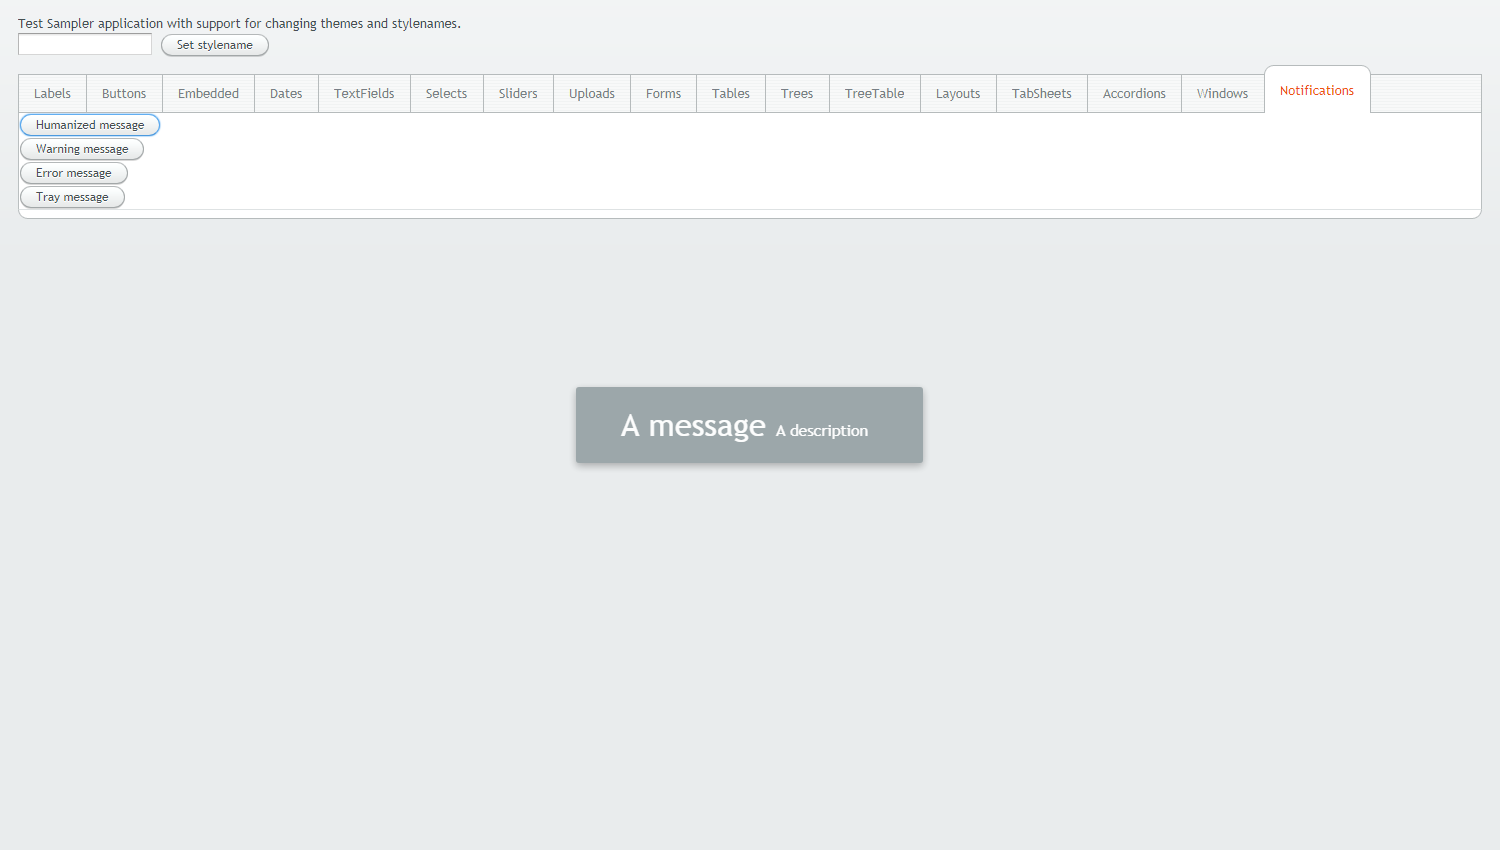 Test Sampler application with support for changing themes and stylenames.
Set stylename
Labels Buttons Embedded Dates TextFields Selects Sliders Uploads Forms Tables Trees TreeTable Layouts TabSheets Accordions Windows Notifications
Humanized message
Warning message
Error message
Tray message
A message A description